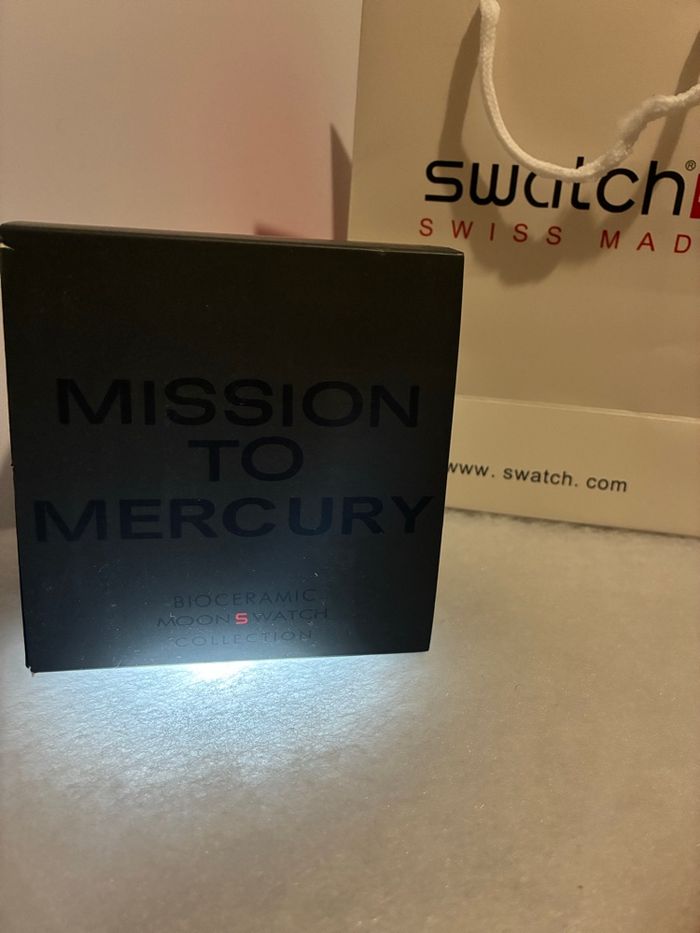 swatch®
SWISS MAD
www. swatch. com
MISSION
TO
MERCURY
BIOCERAMIC
MOONSWATCH
COLLECTION